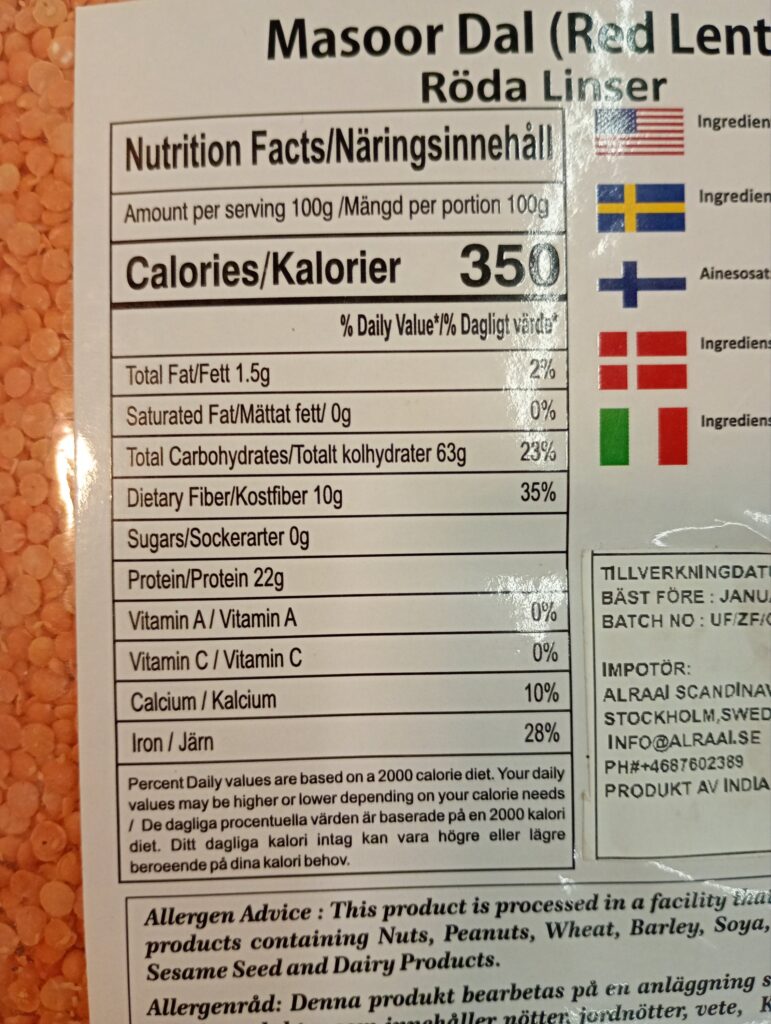 Masoor Dal (Red Lent
Röda Linser
Nutrition Facts/Näringsinnehåll
Amount per serving 100g /Mängd per portion 100g
Calories/Kalorier 350
% Daily Value*/% Dagligt värde*
Total Fat/Fett 1.5g 2%
Saturated Fat/Mättat fett/ 0g 0%
Total Carbohydrates/Totalt kolhydrater 63g 23%
Dietary Fiber/Kostfiber 10g 35%
Sugars/Sockerarter 0g
Protein/Protein 22g
Vitamin A / Vitamin A 0%
Vitamin C / Vitamin C 0%
Calcium / Kalcium 10%
Iron / Järn 28%
Percent Daily values are based on a 2000 calorie diet. Your daily
values may be higher or lower depending on your calorie needs
/ De dagliga procentuella värden är baserade på en 2000 kalori
diet. Ditt dagliga kalori intag kan vara högre eller lägre
beroeende på dina kalori behov.
Ingredien
Ingredien
Ainesosat
Ingrediens
Ingrediens
TILLVERKNINGDATU
BÄST FÖRE : JANUA
BATCH NO : UF/ZF/
IMPOTÖR:
ALRAAI SCANDINAV
STOCKHOLM,SWED
INFO@ALRAAI.SE
PH#+4687602389
PRODUKT AV INDIA
Allergen Advice : This product is processed in a facility that
products containing Nuts, Peanuts, Wheat, Barley, Soya,
Sesame Seed and Dairy Products.
Allergenråd: Denna produkt bearbetas på en anläggning s
innehåller nötter, jordnötter, vete, K